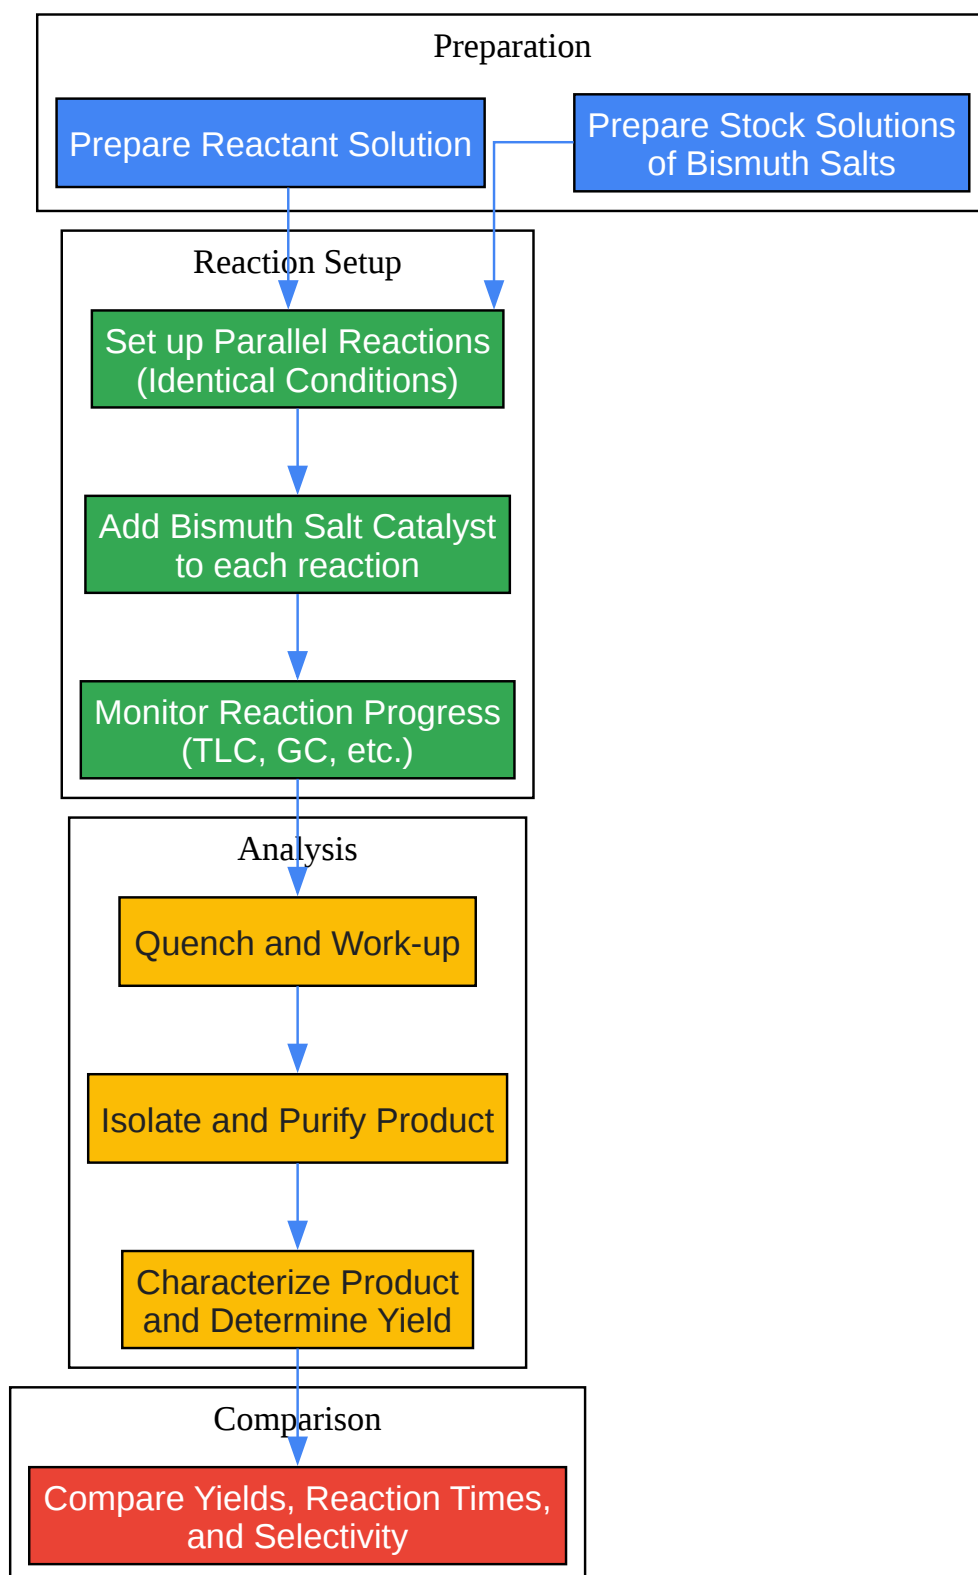 Preparation
Prepare Reactant Solution
Prepare Stock Solutions
of Bismuth Salts
Reaction Setup
Set up Parallel Reactions
(Identical Conditions)
Add Bismuth Salt Catalyst
to each reaction
Monitor Reaction Progress
(TLC, GC, etc.)
Analysis
Quench and Work-up
Isolate and Purify Product
Characterize Product
and Determine Yield
Comparison
Compare Yields, Reaction Times,
and Selectivity